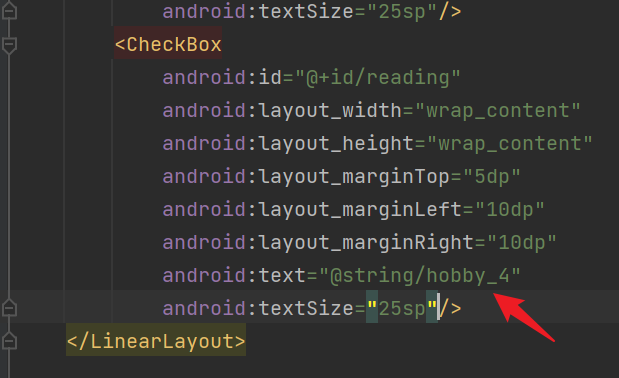 android:textSize="25sp"/>
<CheckBox
android:id="@+id/reading"
android:layout_width="wrap_content"
android:layout_height="wrap_content"
android:layout_marginTop="5dp"
android:layout_marginLeft="10dp"
android:layout_marginRight="10dp"
android:text="@string/hobby_4"
android:textSize="25sp"/>
</LinearLayout>